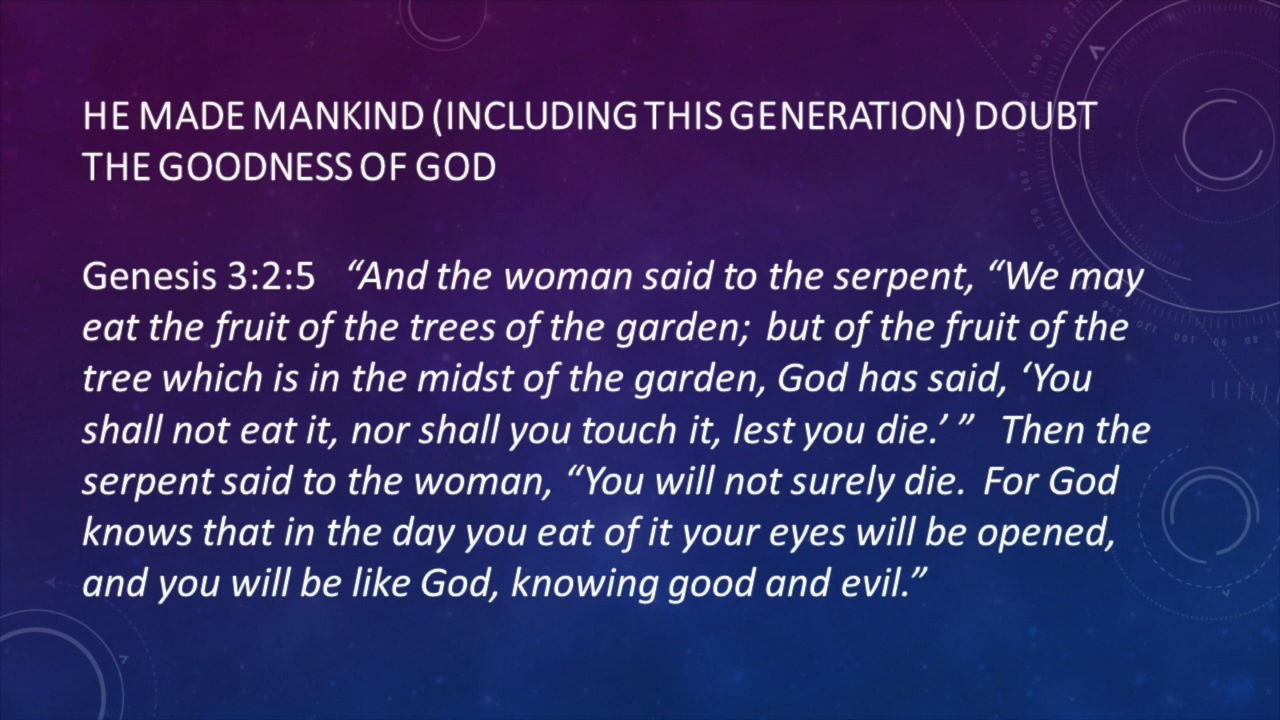 HE MADE MANKIND (INCLUDING THIS GENERATION) DOUBT
THE GOODNESS OF GOD
Genesis 3:2:5 “And the woman said to the serpent, “We may
eat the fruit of the trees of the garden; but of the fruit of the
tree which is in the midst of the garden, God has said, ‘You
shall not eat it, nor shall you touch it, lest you die.’ ” Then the
serpent said to the woman, “You will not surely die. For God
knows that in the day you eat of it your eyes will be opened,
and you will be like God, knowing good and evil.”